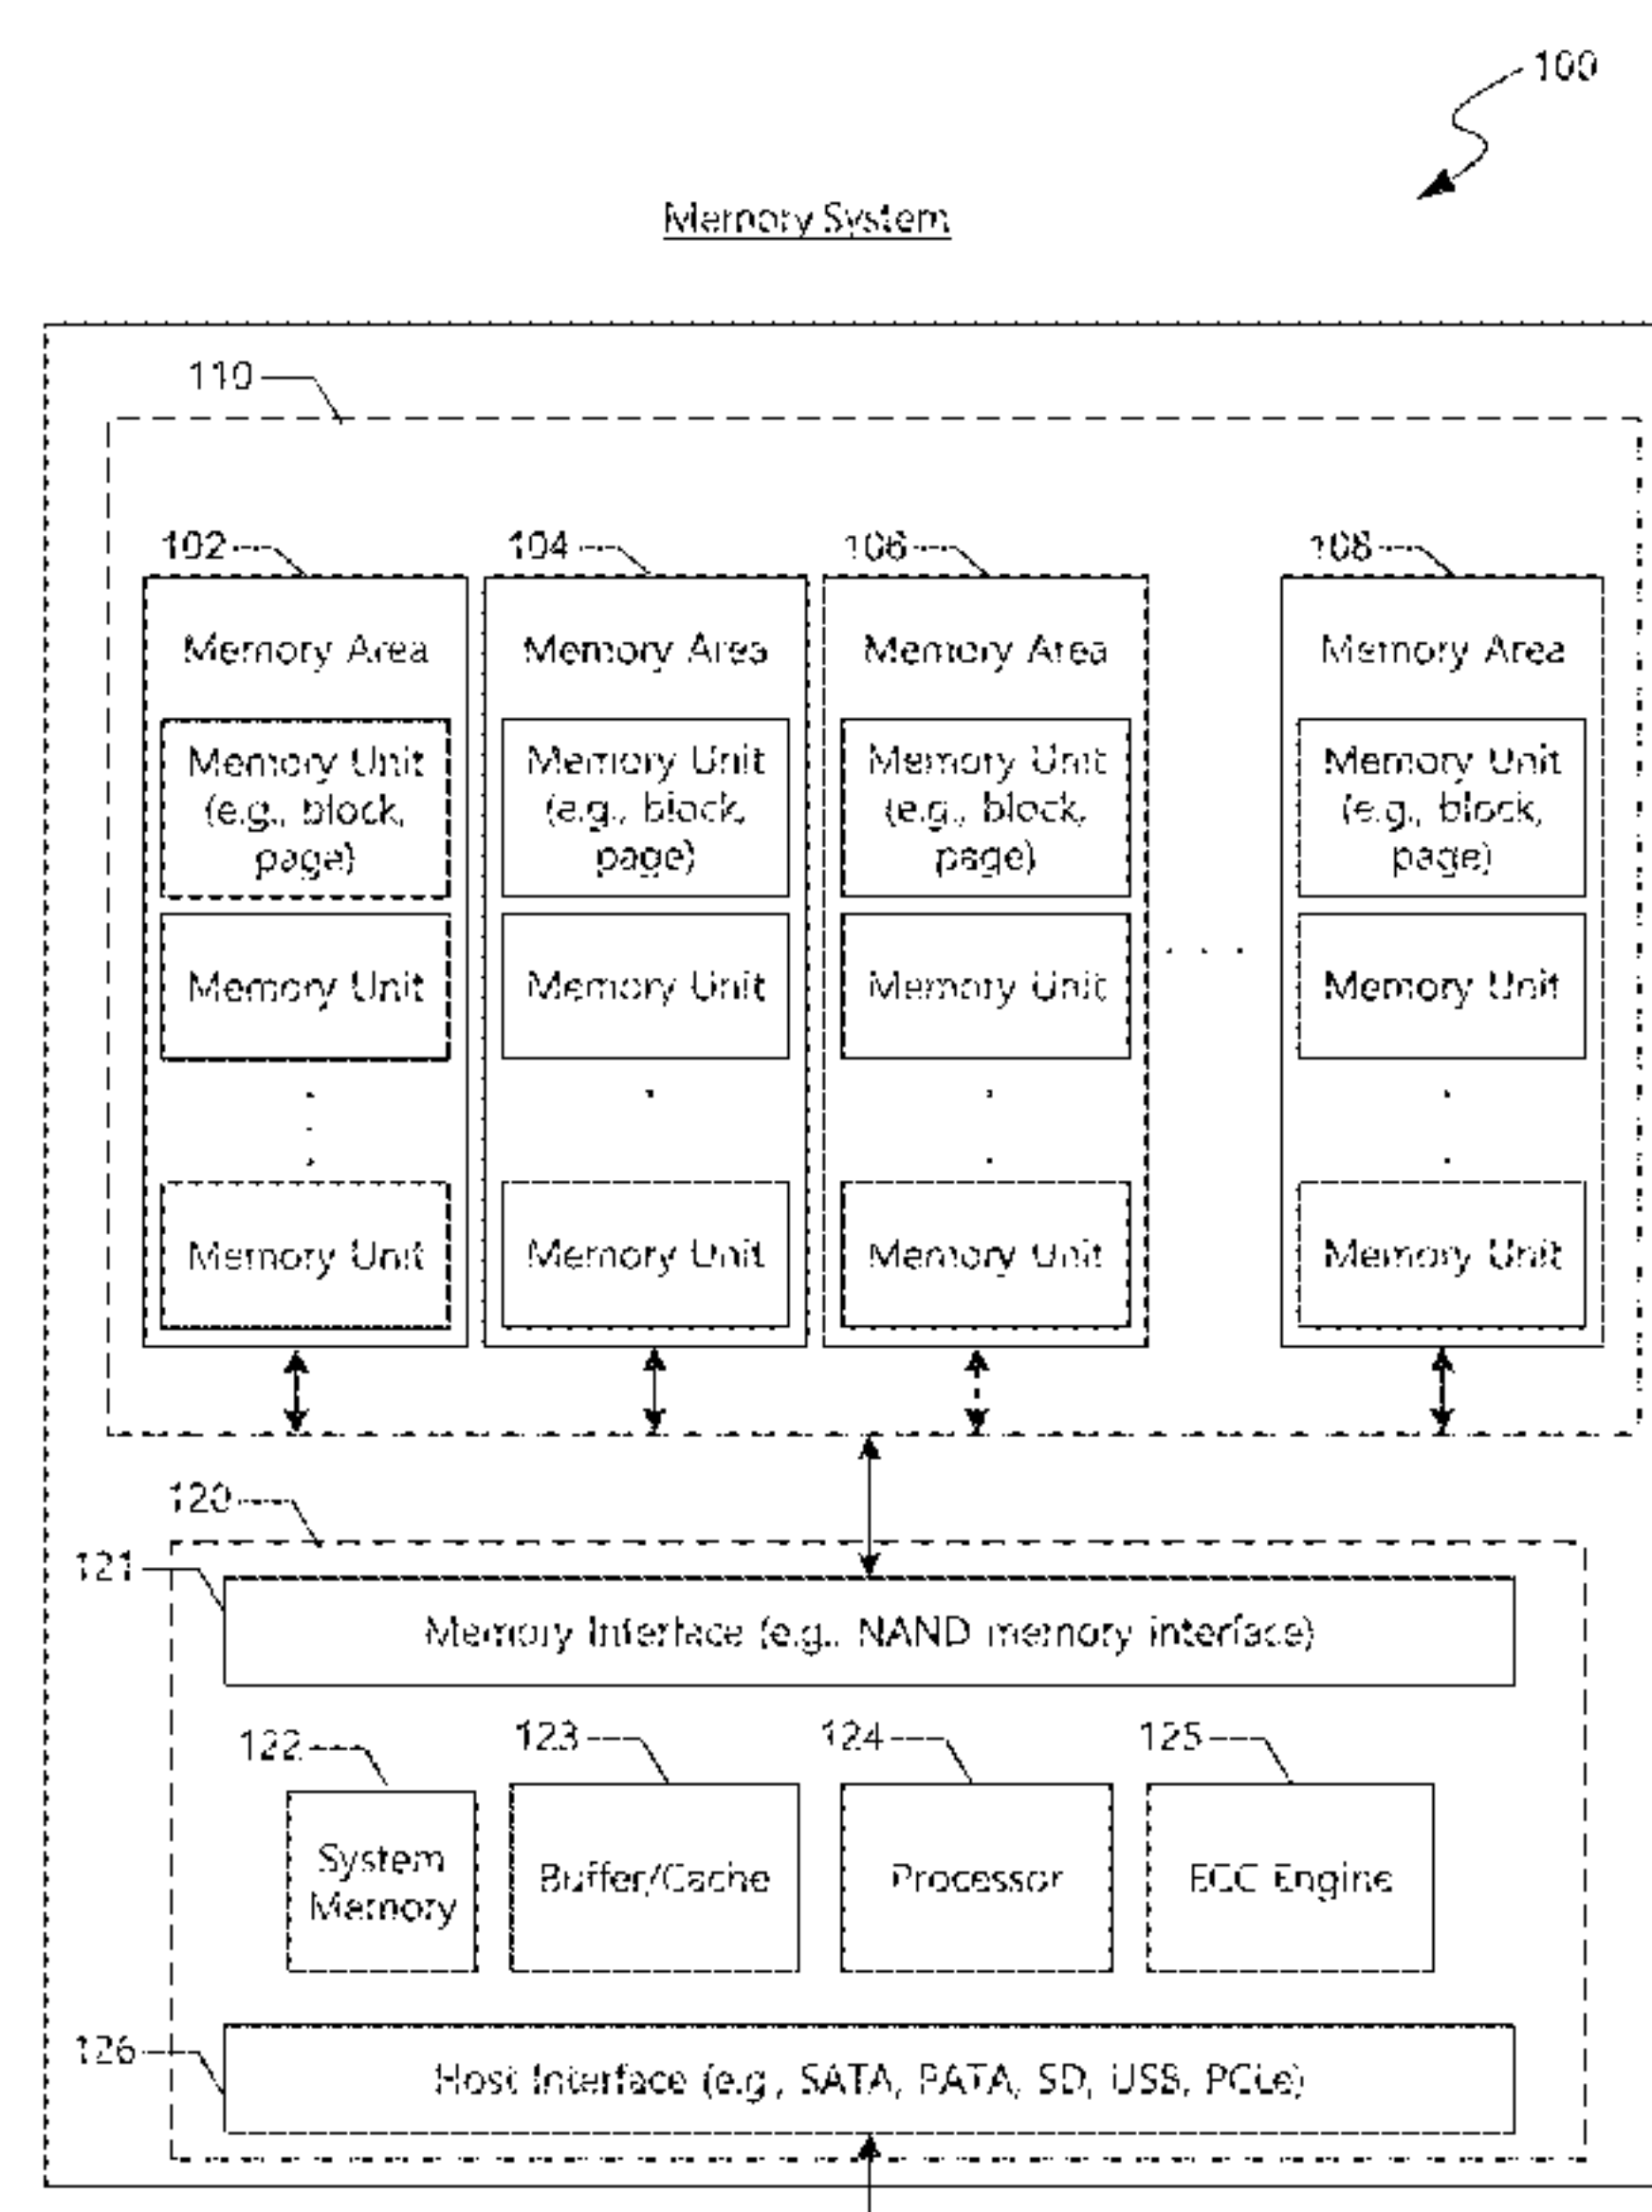 100
Memory System
110
102
104
106
108
Memory Area
Memory Area
Memory Area
Memory Area
Memory Unit
(e.g., block,
page)
Memory Unit
(e.g., block,
page)
Memory Unit
(e.g., block,
page)
Memory Unit
(e.g., block,
page)
Memory Unit
Memory Unit
Memory Unit
. . .
Memory Unit
Memory Unit
Memory Unit
Memory Unit
Memory Unit
120
121
Memory Interface (e.g., NAND memory interface)
122
123
124
125
System
Memory
Buffer/Cache
Processor
ECC Engine
126
Host Interface (e.g., SATA, PATA, SD, USB, PCIe)